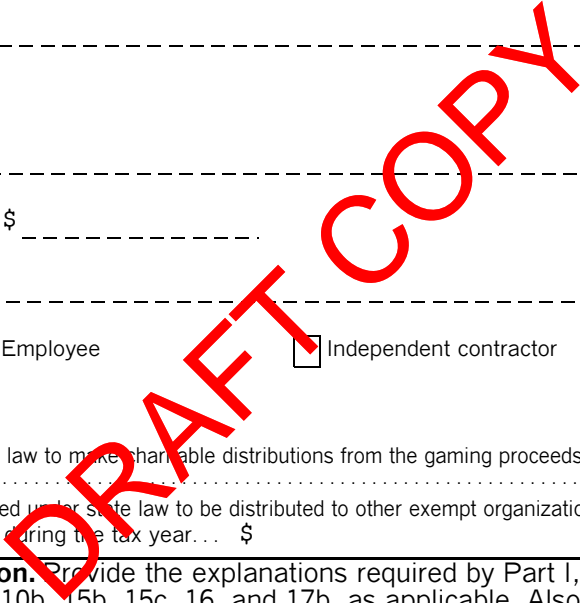 $
Employee Independent contractor
law to make charitable distributions from the gaming proceeds
ed under state law to be distributed to other exempt organizatio
during the tax year... $
on. Provide the explanations required by Part I,
10b, 15b, 15c, 16, and 17b, as applicable. Also
DRAFT COPY